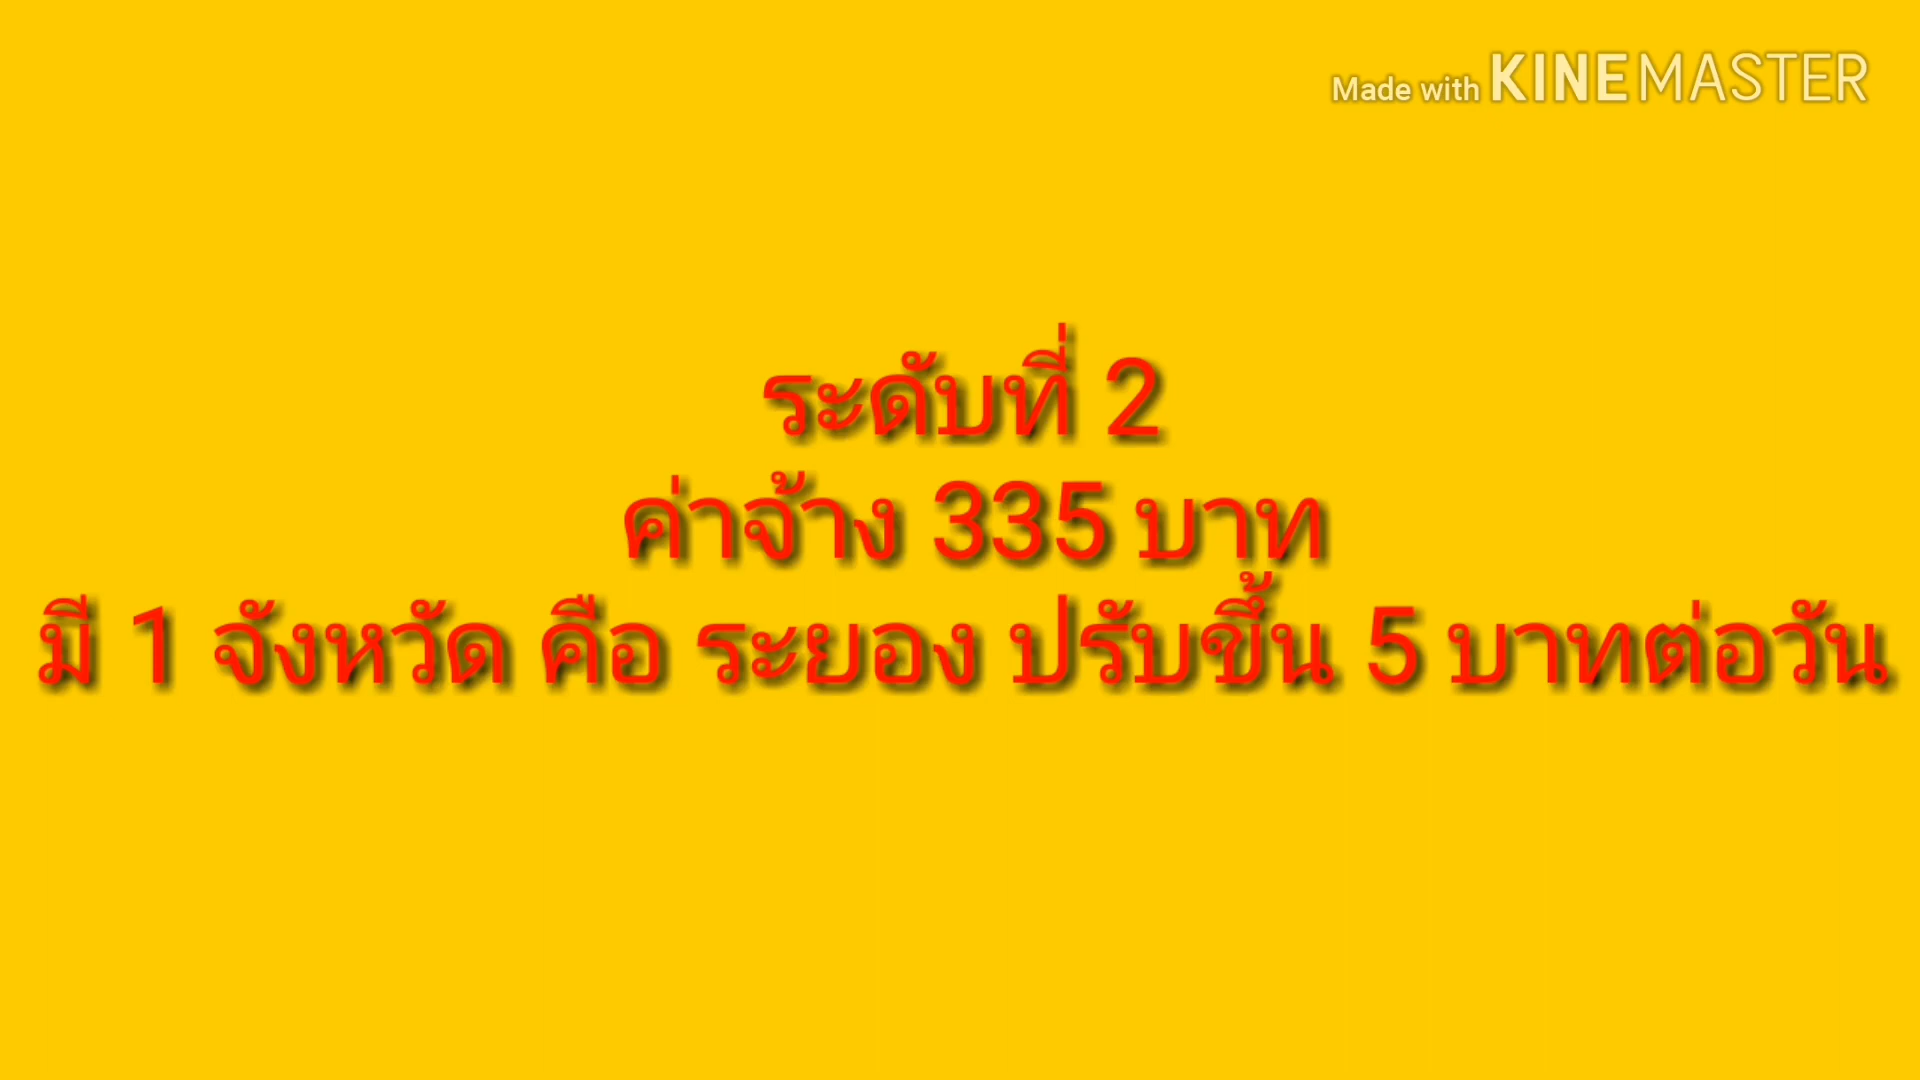 Made with KINEMASTER
ระดับที่ 2
ค่าจ้าง 335 บาท
มี 1 จังหวัด คือ ระยอง ปรับขึ้น 5 บาทต่อวัน